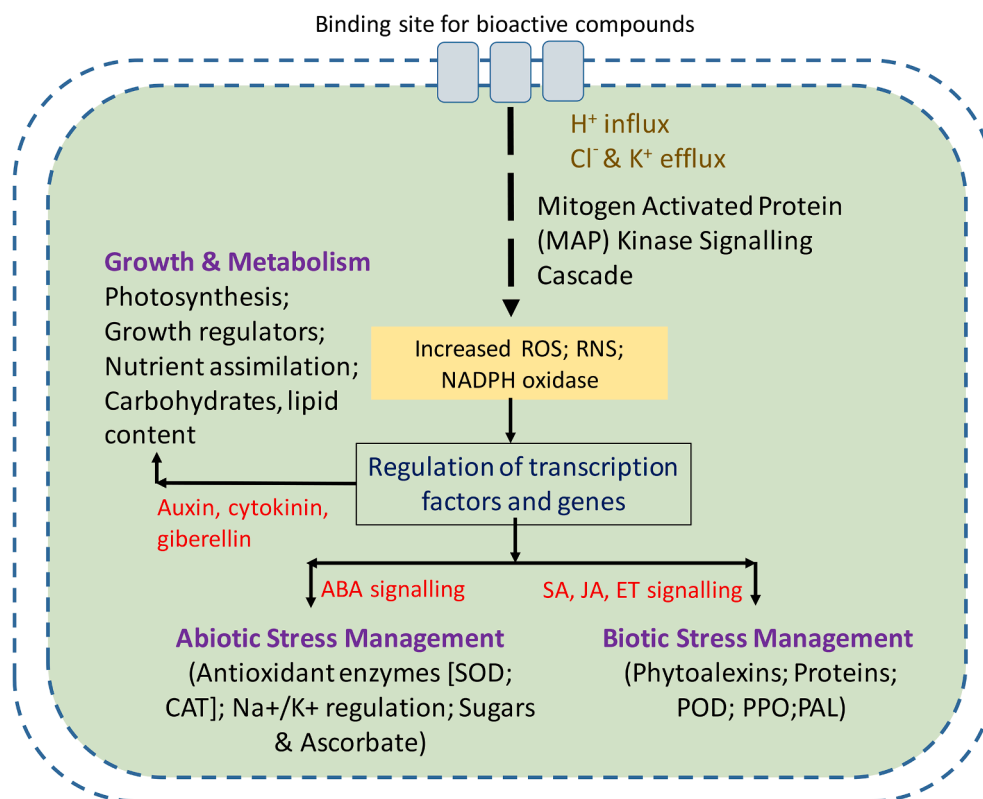 Binding site for bioactive compounds
H⁺ influx
Cl⁻ & K⁺ efflux
Mitogen Activated Protein
(MAP) Kinase Signalling
Cascade
Growth & Metabolism
Photosynthesis;
Growth regulators;
Nutrient assimilation;
Carbohydrates, lipid
content
Increased ROS; RNS;
NADPH oxidase
Regulation of transcription
factors and genes
Auxin, cytokinin,
giberellin
ABA signalling
SA, JA, ET signalling
Abiotic Stress Management
(Antioxidant enzymes [SOD;
CAT]; Na+/K+ regulation; Sugars
& Ascorbate)
Biotic Stress Management
(Phytoalexins; Proteins;
POD; PPO;PAL)